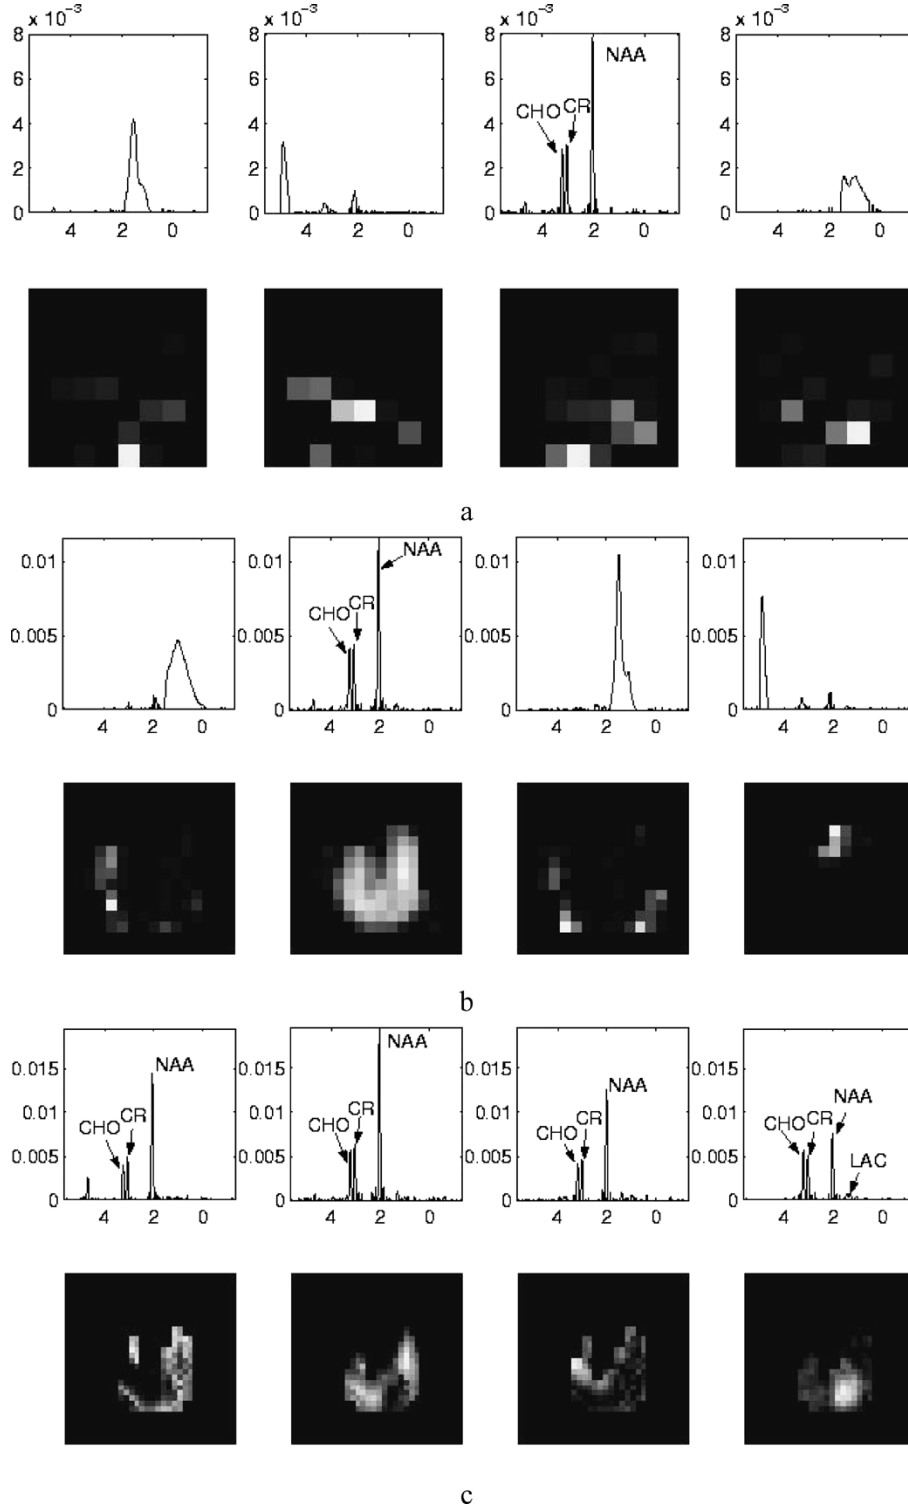 x 10⁻³ x 10⁻³
8 8 8 8
6 6 6 NAA 6
4 4 4 CHO CR 4
2 2 2 2
0 0 0 0
4 2 0 4 2 0 4 2 0 4 2 0
a
0.01 0.01 NAA 0.01 0.01
CHO CR
0.005 0.005 0.005 0.005
0 0 0 0
4 2 0 4 2 0 4 2 0 4 2 0
b
0.015 NAA 0.015 NAA 0.015 NAA 0.015
0.01 CHO CR 0.01 CHO CR 0.01 CHO CR 0.01 CHO CR NAA
0.005 0.005 0.005 0.005 LAC
0 0 0 0
4 2 0 4 2 0 4 2 0 4 2 0
c